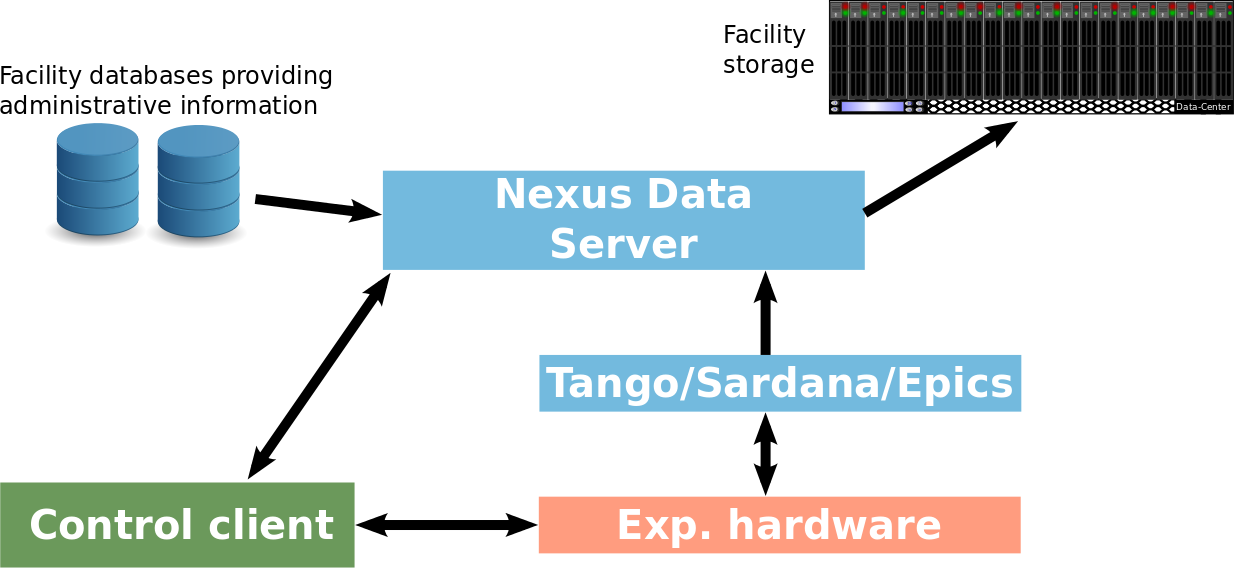 Facility
storage
Facility databases providing
administrative information
Data-Center
Nexus Data
Server
Tango/Sardana/Epics
Control client
Exp. hardware